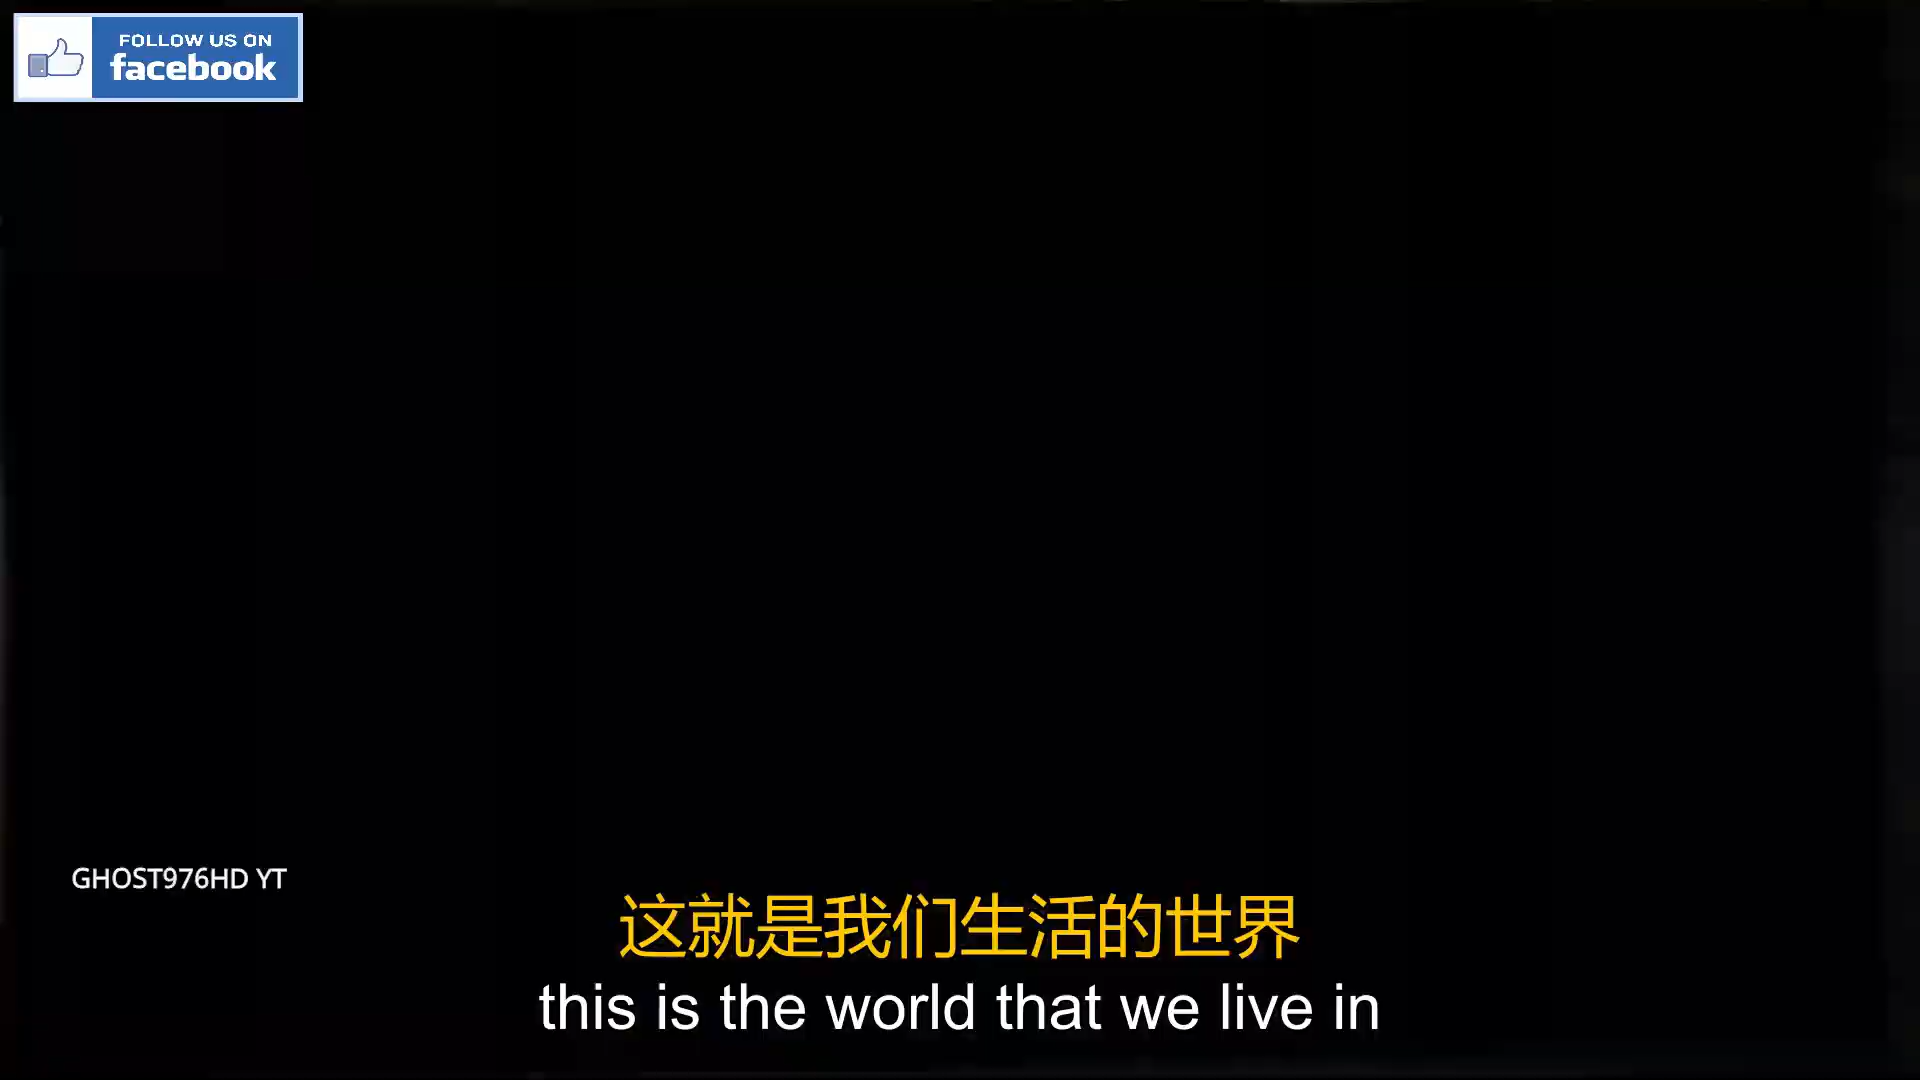 FOLLOW US ON
facebook
GHOST976HD YT
这就是我们生活的世界
this is the world that we live in